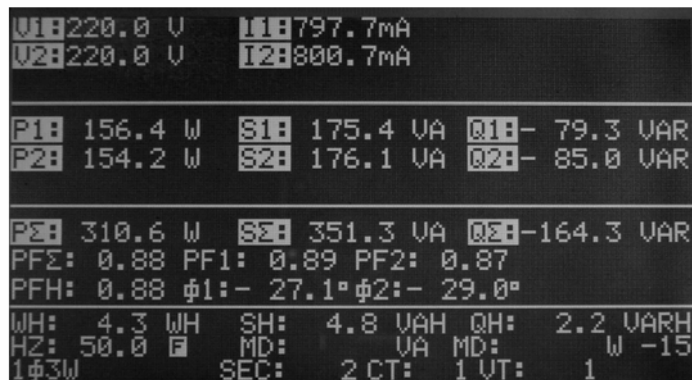 V1:220.0 V I1:797.7mA
V2:220.0 V I2:800.7mA
P1: 156.4 W S1: 175.4 VA Q1:- 79.3 VAR
P2: 154.2 W S2: 176.1 VA Q2:- 85.0 VAR
PΣ: 310.6 W SΣ: 351.3 VA QΣ:-164.3 VAR
PFΣ: 0.88 PF1: 0.89 PF2: 0.87
PFH: 0.88 ϕ1:- 27.1° ϕ2:- 29.0°
WH: 4.3 WH SH: 4.8 VAH QH: 2.2 VARH
HZ: 50.0 F MD: VA MD: W -15
1ϕ3W SEC: 2 CT: 1 VT: 1